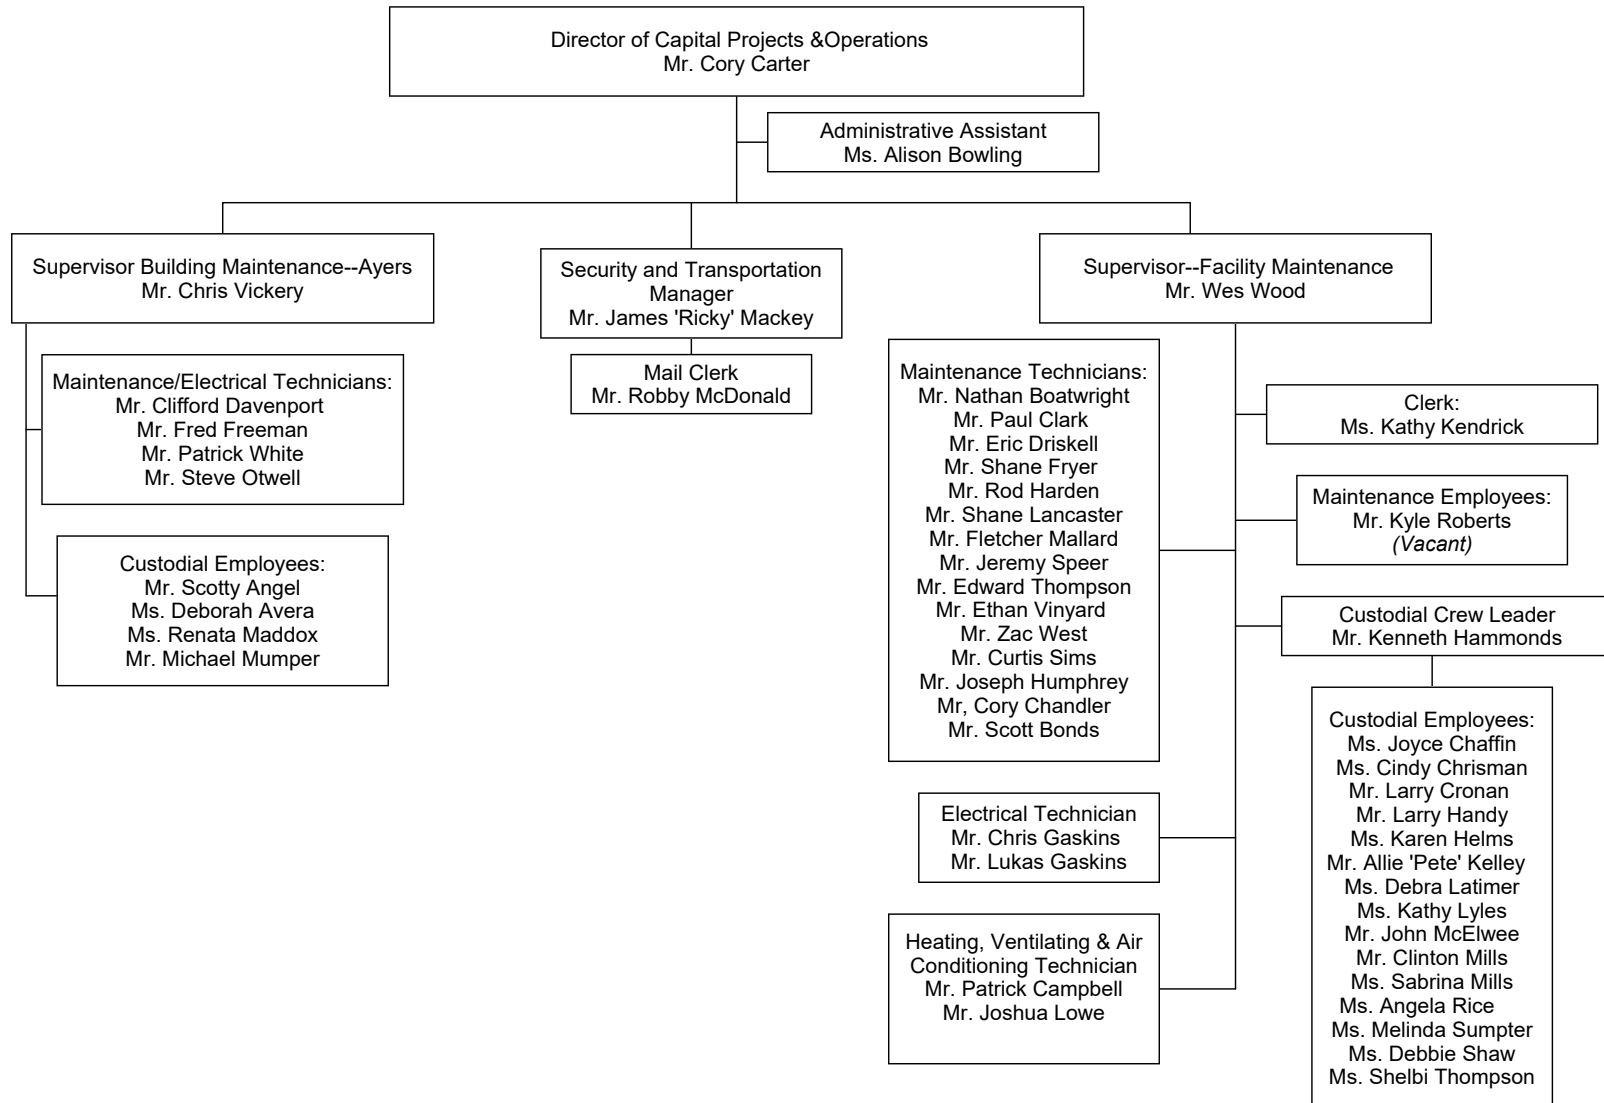 Director of Capital Projects &Operations
Mr. Cory Carter
Administrative Assistant
Ms. Alison Bowling
Supervisor Building Maintenance--Ayers
Mr. Chris Vickery
Maintenance/Electrical Technicians:
Mr. Clifford Davenport
Mr. Fred Freeman
Mr. Patrick White
Mr. Steve Otwell
Custodial Employees:
Mr. Scotty Angel
Ms. Deborah Avera
Ms. Renata Maddox
Mr. Michael Mumper
Security and Transportation
Manager
Mr. James 'Ricky' Mackey
Mail Clerk
Mr. Robby McDonald
Supervisor--Facility Maintenance
Mr. Wes Wood
Maintenance Technicians:
Mr. Nathan Boatwright
Mr. Paul Clark
Mr. Eric Driskell
Mr. Shane Fryer
Mr. Rod Harden
Mr. Shane Lancaster
Mr. Fletcher Mallard
Mr. Jeremy Speer
Mr. Edward Thompson
Mr. Ethan Vinyard
Mr. Zac West
Mr. Curtis Sims
Mr. Joseph Humphrey
Mr, Cory Chandler
Mr. Scott Bonds
Electrical Technician
Mr. Chris Gaskins
Mr. Lukas Gaskins
Heating, Ventilating & Air
Conditioning Technician
Mr. Patrick Campbell
Mr. Joshua Lowe
Clerk:
Ms. Kathy Kendrick
Maintenance Employees:
Mr. Kyle Roberts
(Vacant)
Custodial Crew Leader
Mr. Kenneth Hammonds
Custodial Employees:
Ms. Joyce Chaffin
Ms. Cindy Chrisman
Mr. Larry Cronan
Mr. Larry Handy
Ms. Karen Helms
Mr. Allie 'Pete' Kelley
Ms. Debra Latimer
Ms. Kathy Lyles
Mr. John McElwee
Mr. Clinton Mills
Ms. Sabrina Mills
Ms. Angela Rice
Ms. Melinda Sumpter
Ms. Debbie Shaw
Ms. Shelbi Thompson